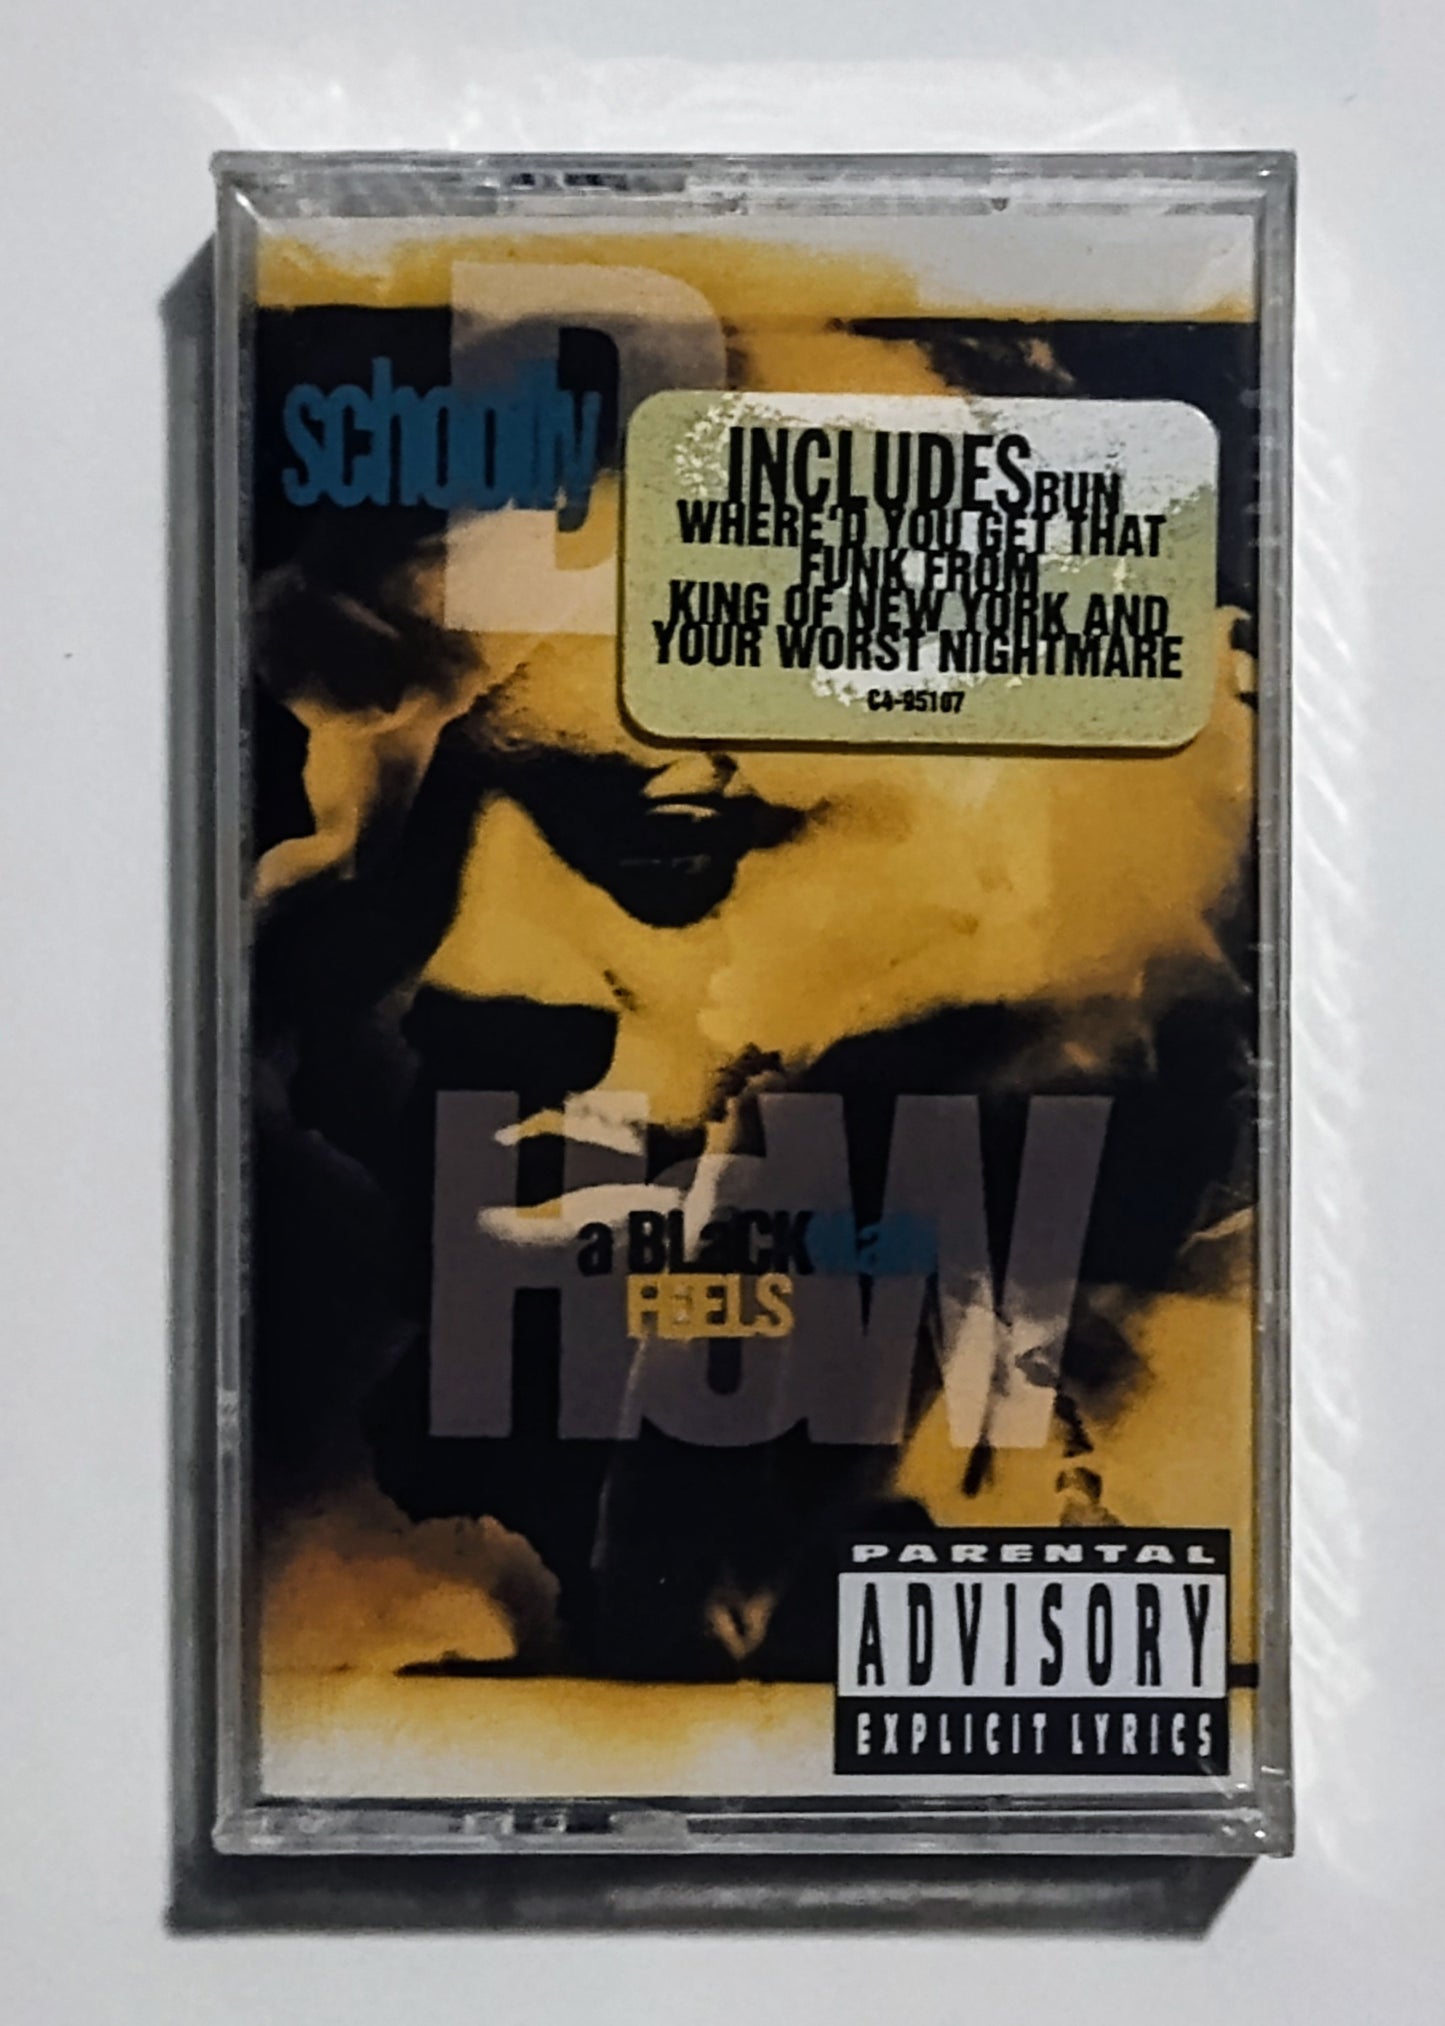 D
schoolly
INCLUDES RUN
WHERE'D YOU GET THAT
FUNK FROM
KING OF NEW YORK AND
YOUR WORST NIGHTMARE
C4-95107
HoW
a BLaCK Man
FEELS
PARENTAL
ADVISORY
EXPLICIT LYRICS